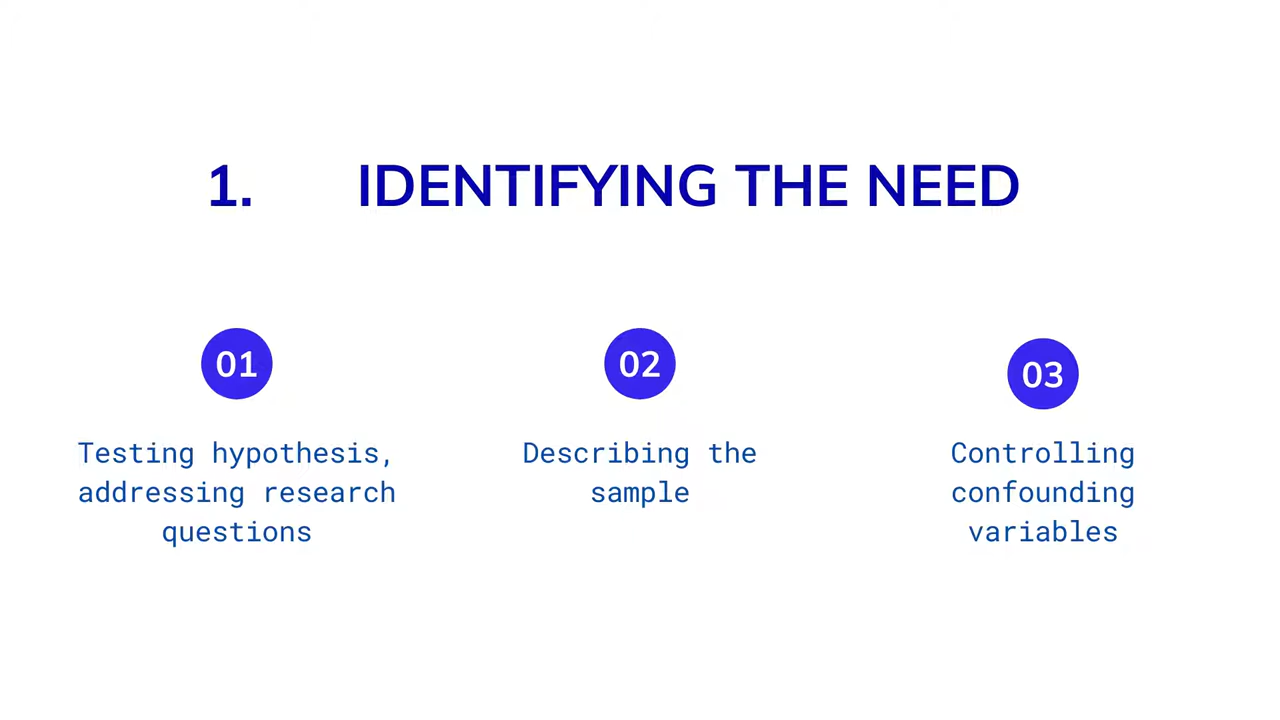 1. IDENTIFYING THE NEED
01
Testing hypothesis,
addressing research
questions
02
Describing the
sample
03
Controlling
confounding
variables